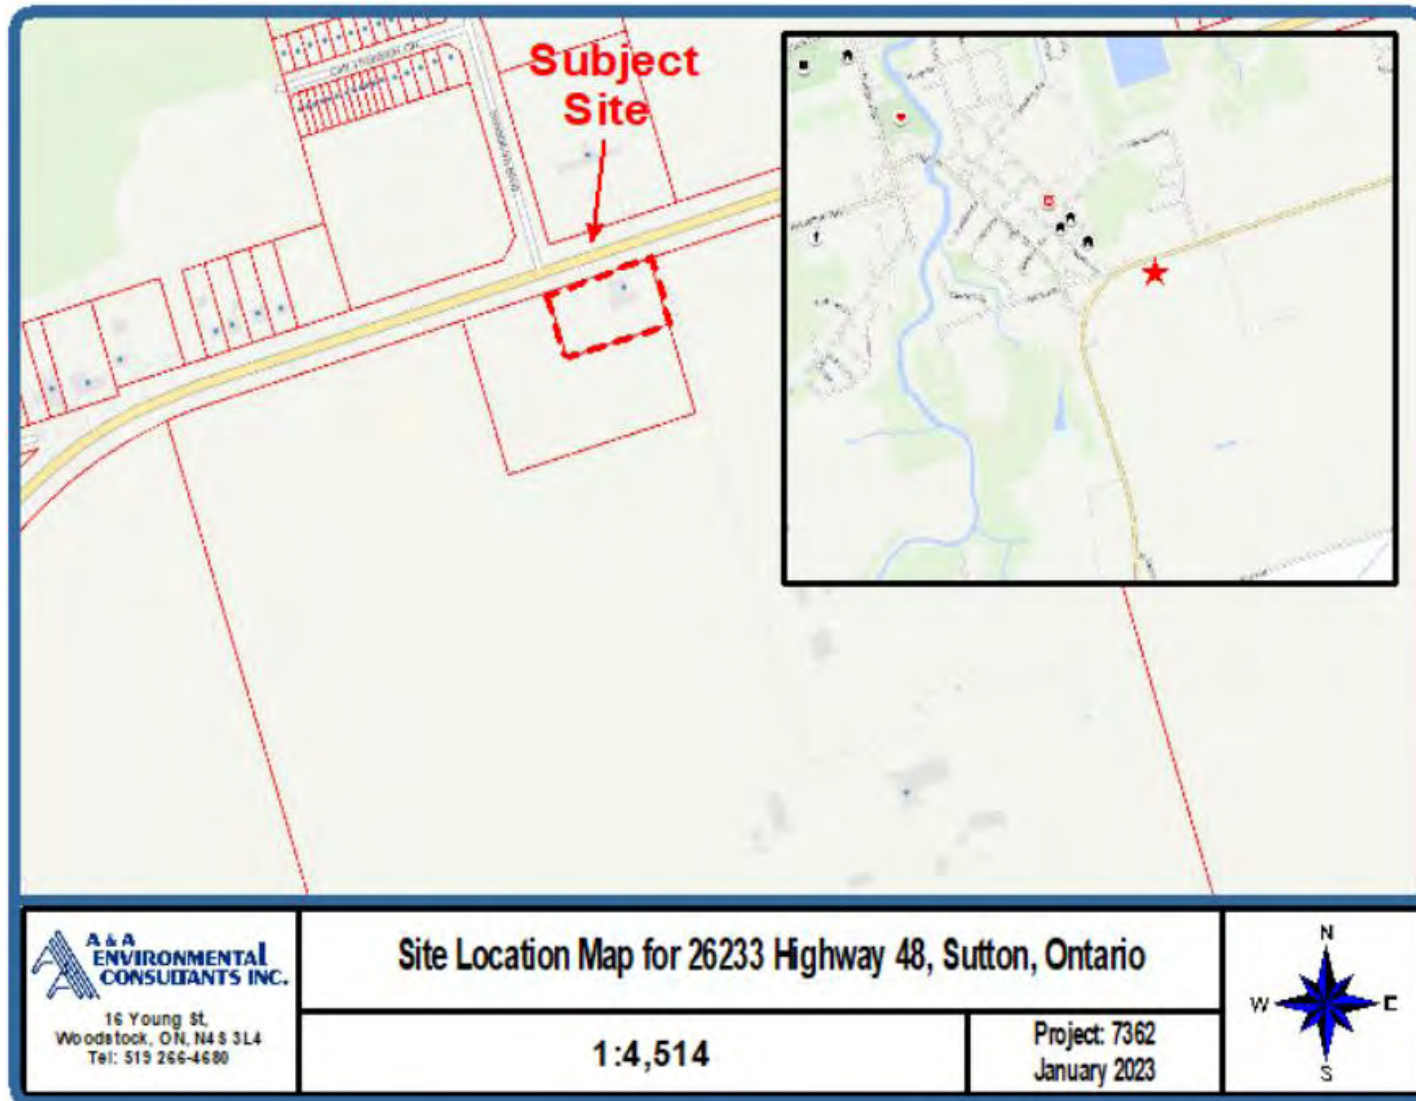 Subject
Site
A & A
ENVIRONMENTAL
CONSULTANTS INC.
16 Young St,
Woodstock, ON, N4S 3L4
Tel: 519 266-4680
Site Location Map for 26233 Highway 48, Sutton, Ontario
1:4,514
Project: 7362
January 2023
N
W
E
S